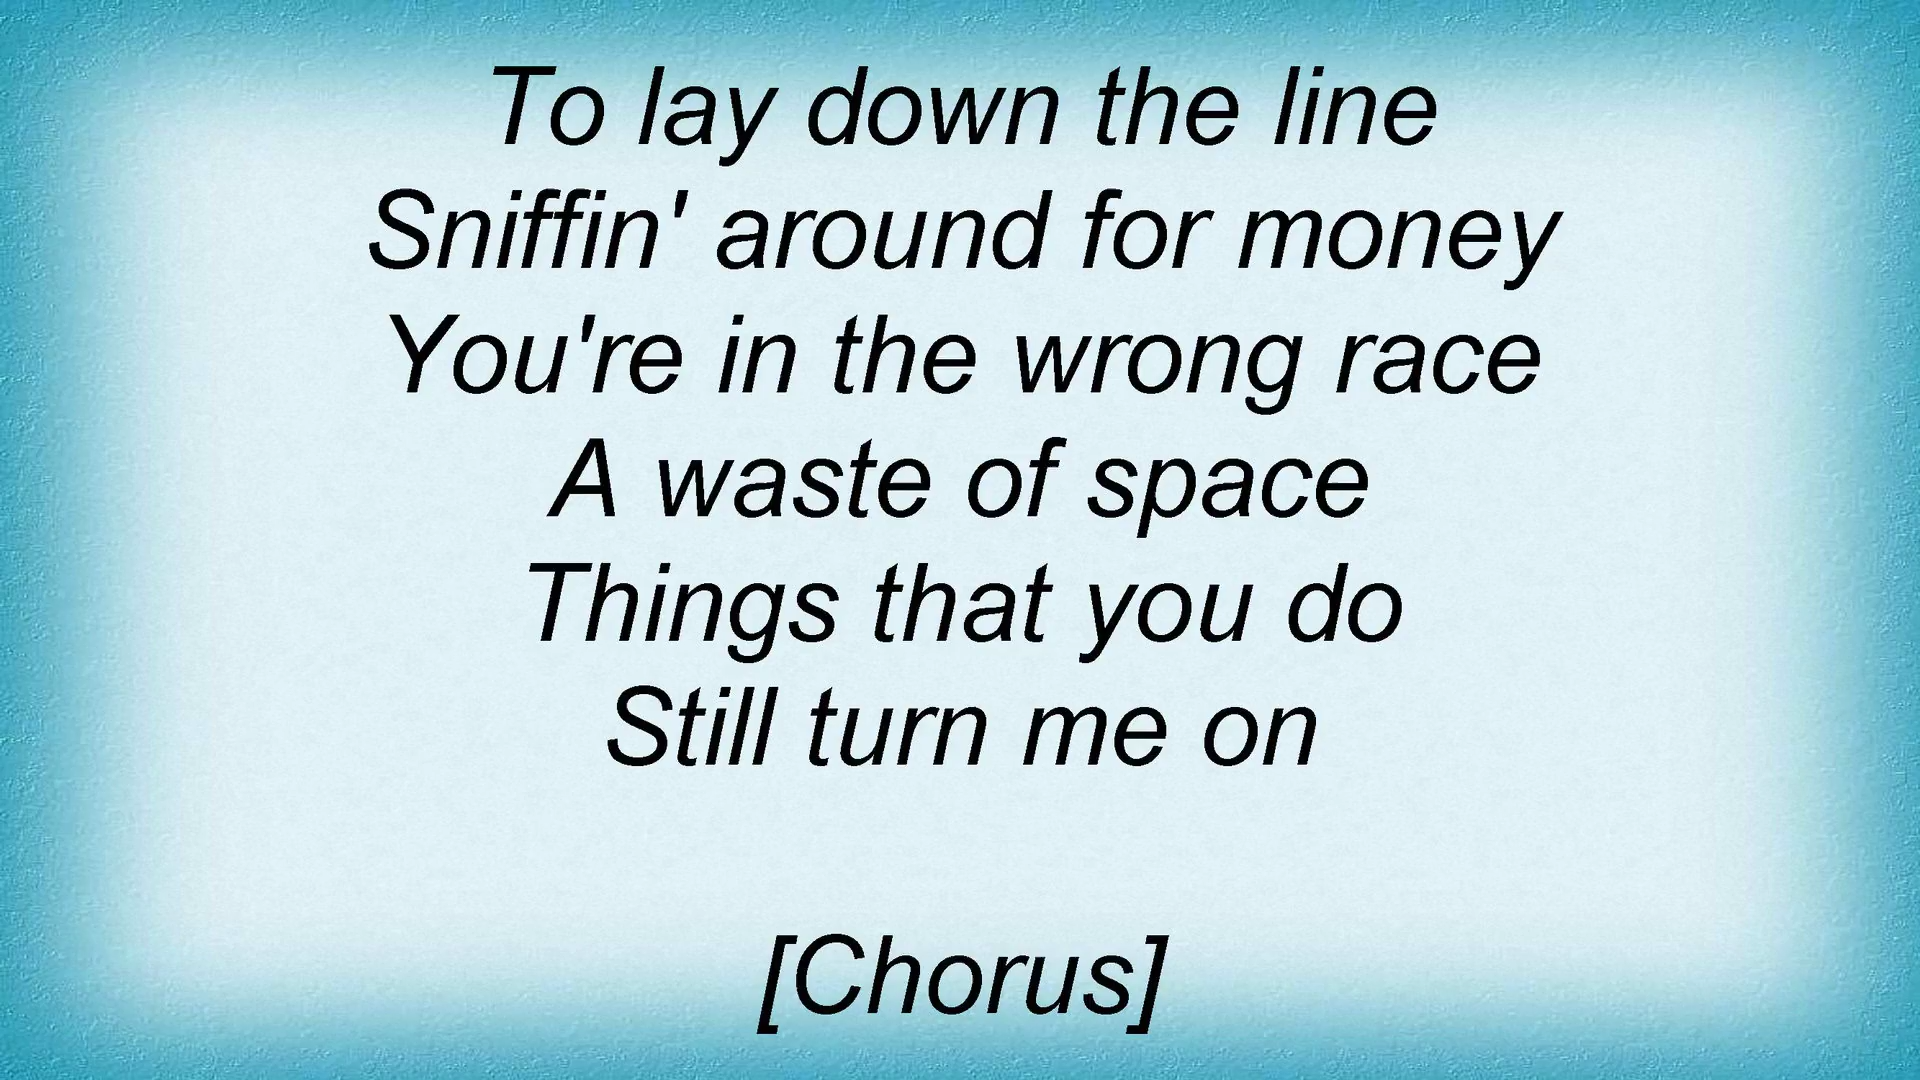 To lay down the line
Sniffin' around for money
You're in the wrong race
A waste of space
Things that you do
Still turn me on
[Chorus]